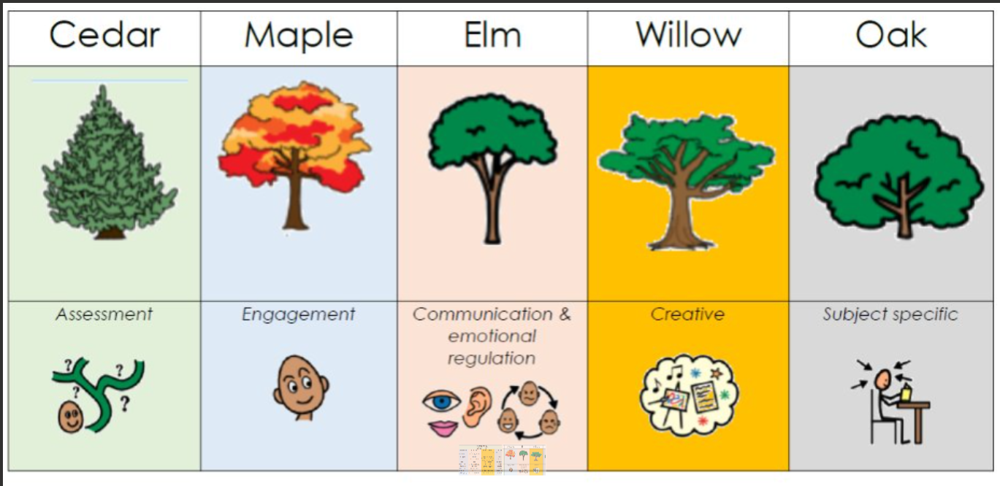 Cedar
Maple
Elm
Willow
Oak
Assessment
Engagement
Communication &
emotional
regulation
Creative
Subject specific
?
?
?
?